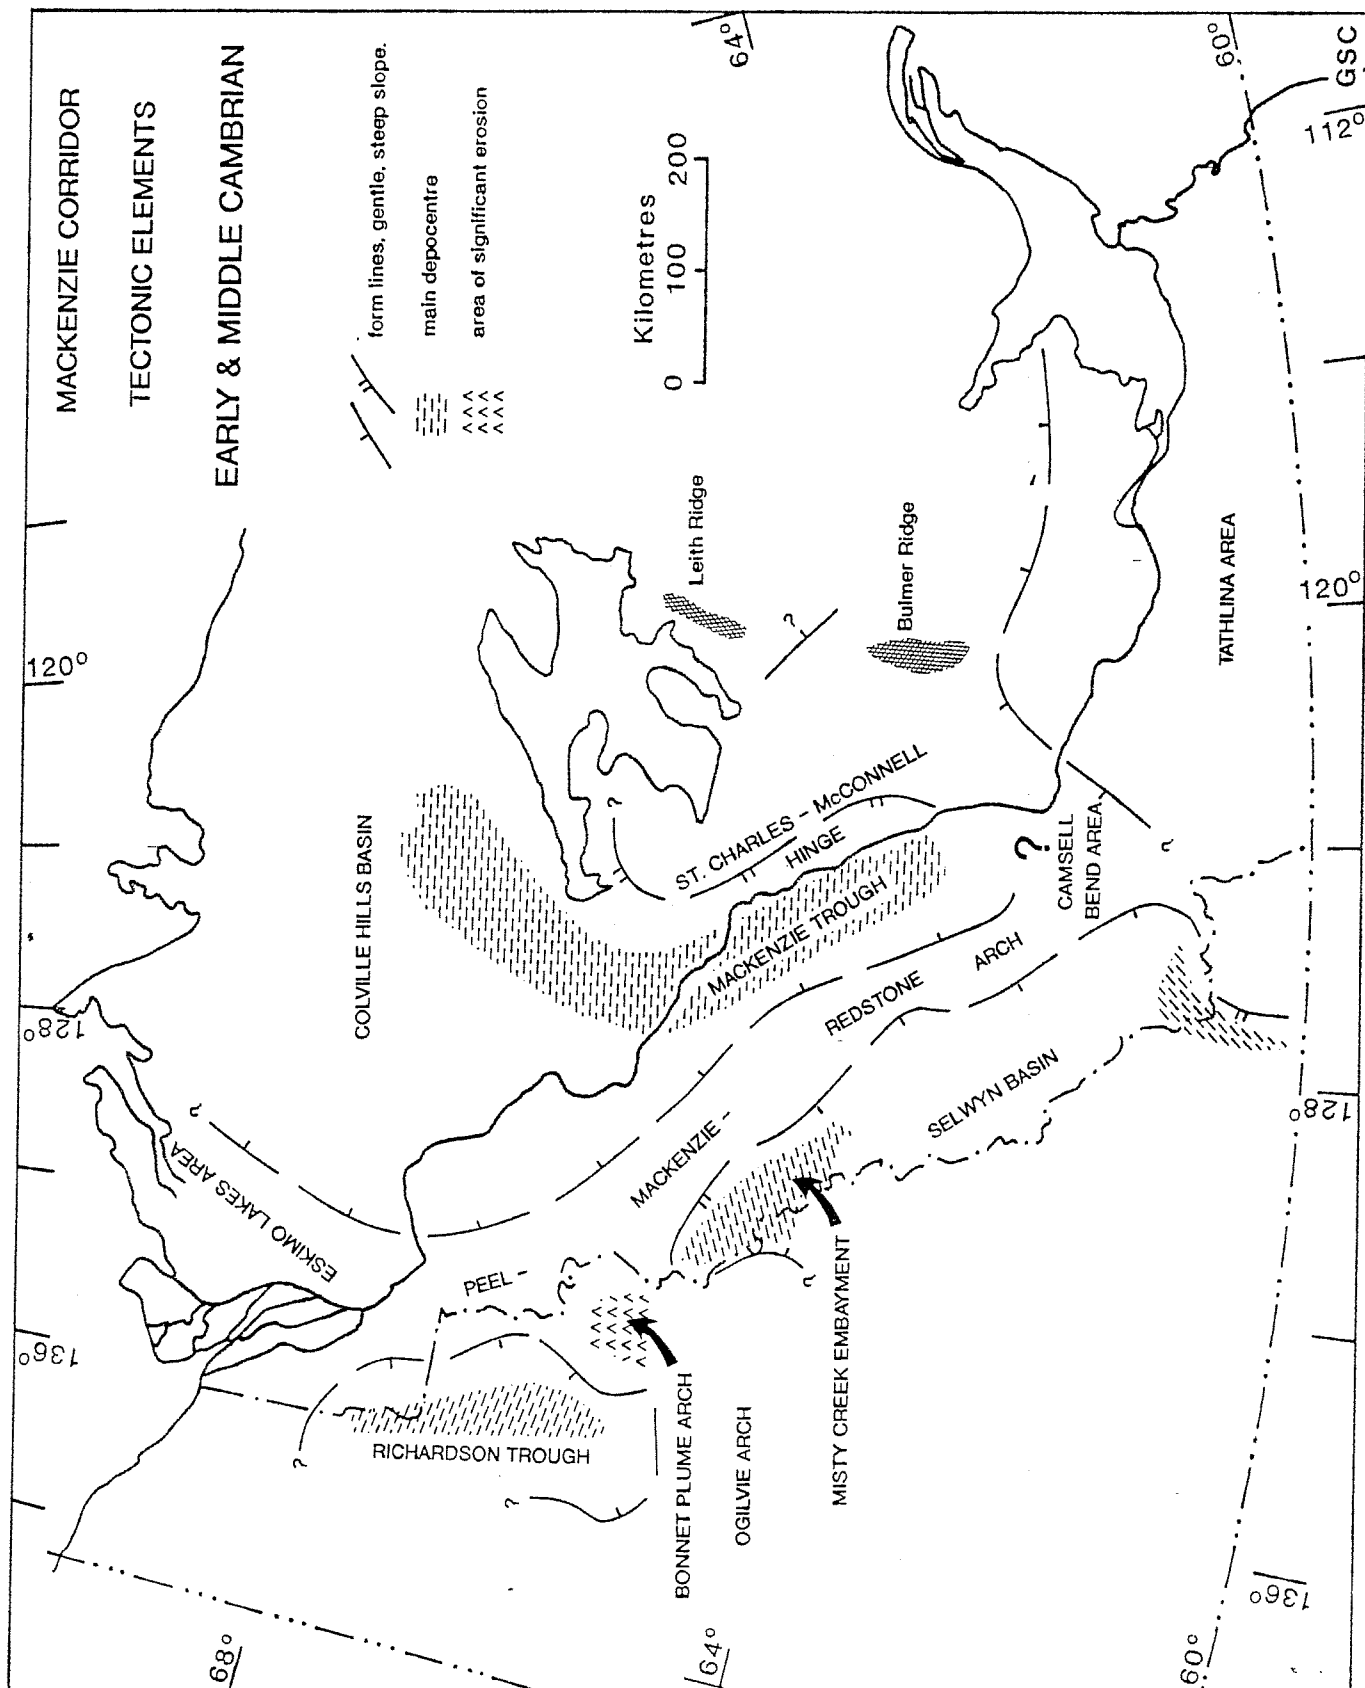 MACKENZIE CORRIDOR
TECTONIC ELEMENTS
EARLY & MIDDLE CAMBRIAN
form lines, gentle, steep slope.
main depocentre
area of significant erosion
Kilometres
0 100 200
64°
60°
GSC
112°
120°
120°
128°
128°
136°
136°
68°
64°
60°
Leith Ridge
Bulmer Ridge
TATHLINA AREA
COLVILLE HILLS BASIN
ST. CHARLES - McCONNELL
HINGE
MACKENZIE TROUGH
?
CAMSELL
BEND AREA
REDSTONE
ARCH
MACKENZIE -
PEEL -
SELWYN BASIN
ESKIMO LAKES AREA
RICHARDSON TROUGH
BONNET PLUME ARCH
OGILVIE ARCH
MISTY CREEK EMBAYMENT
?
?
?
?
?
?
?